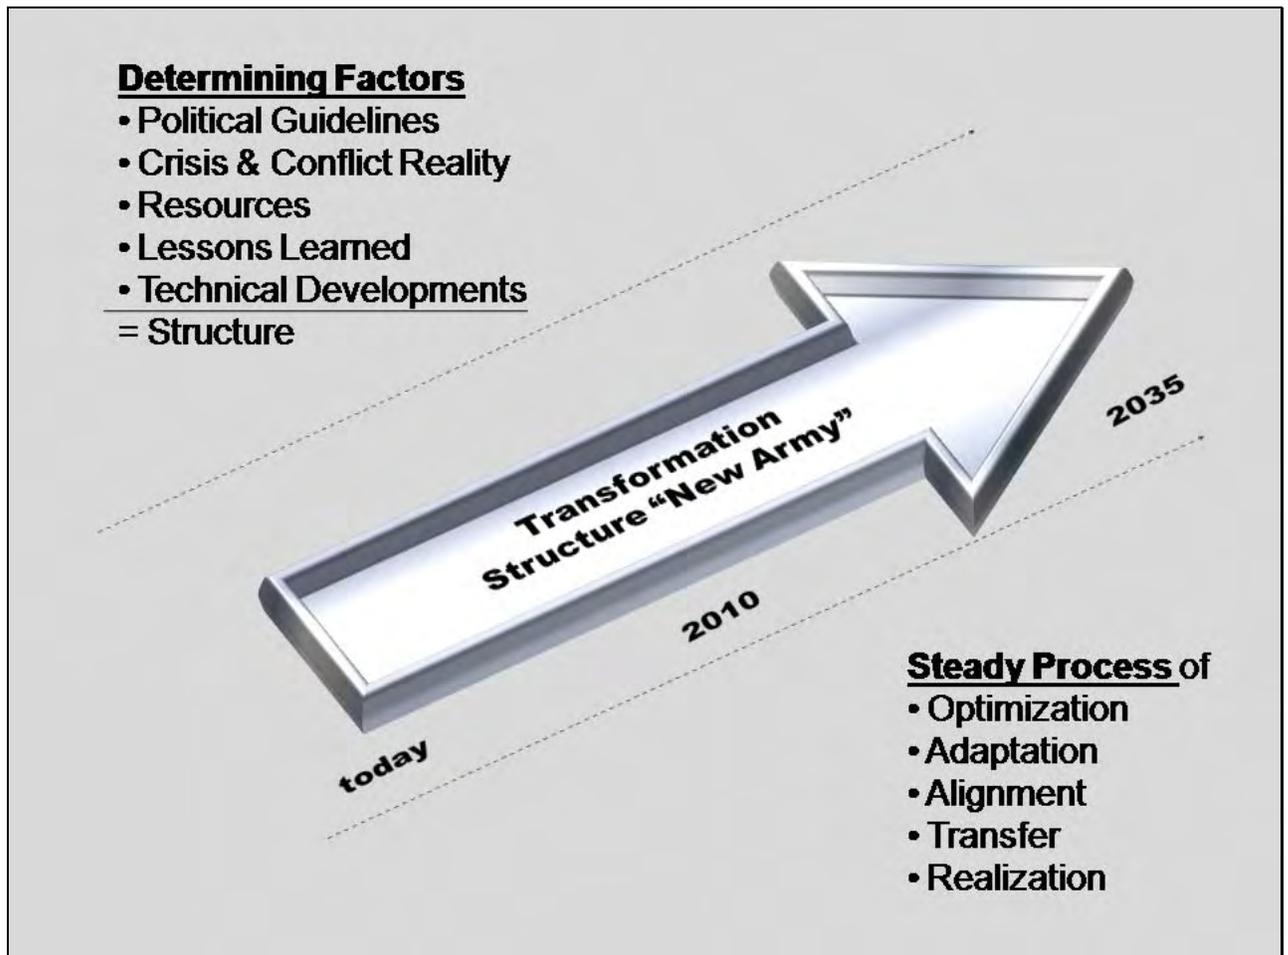 Determining Factors
• Political Guidelines
• Crisis & Conflict Reality
• Resources
• Lessons Learned
• Technical Developments
= Structure
Transformation
Structure “New Army”
today
2010
2035
Steady Process of
• Optimization
• Adaptation
• Alignment
• Transfer
• Realization